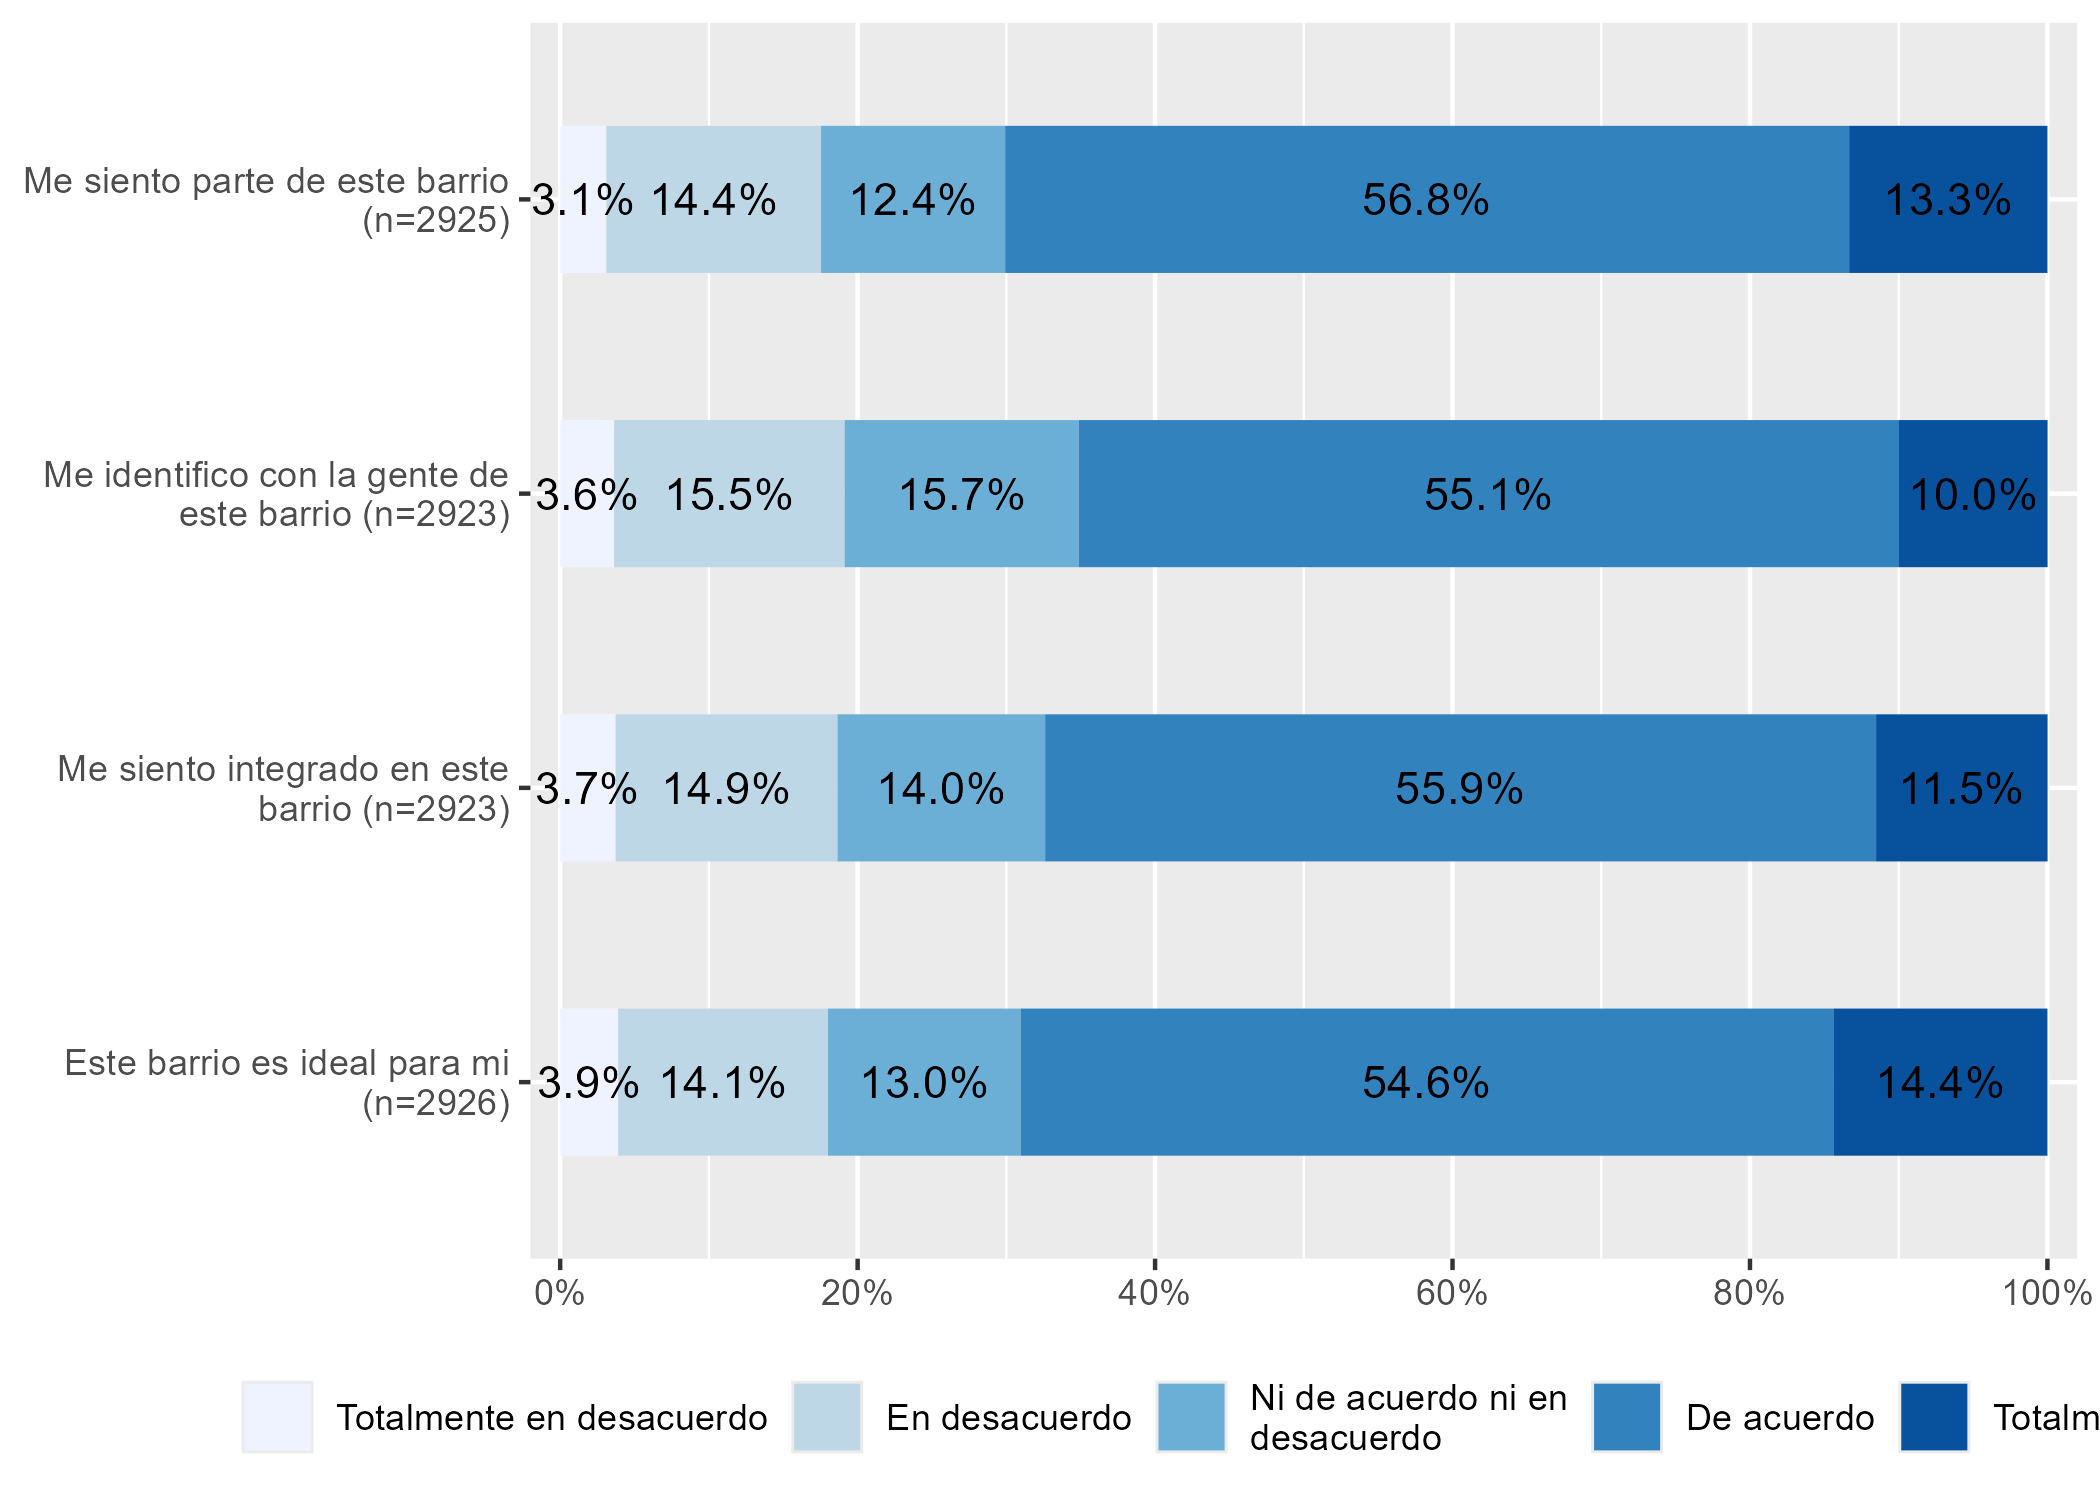 Me siento parte de este barrio
(n=2925)
3.1% 14.4% 12.4% 56.8% 13.3%
Me identifico con la gente de
este barrio (n=2923)
3.6% 15.5% 15.7% 55.1% 10.0%
Me siento integrado en este
barrio (n=2923)
3.7% 14.9% 14.0% 55.9% 11.5%
Este barrio es ideal para mi
(n=2926)
3.9% 14.1% 13.0% 54.6% 14.4%
0% 20% 40% 60% 80% 100%
Totalmente en desacuerdo
En desacuerdo
Ni de acuerdo ni en
desacuerdo
De acuerdo
Totalm